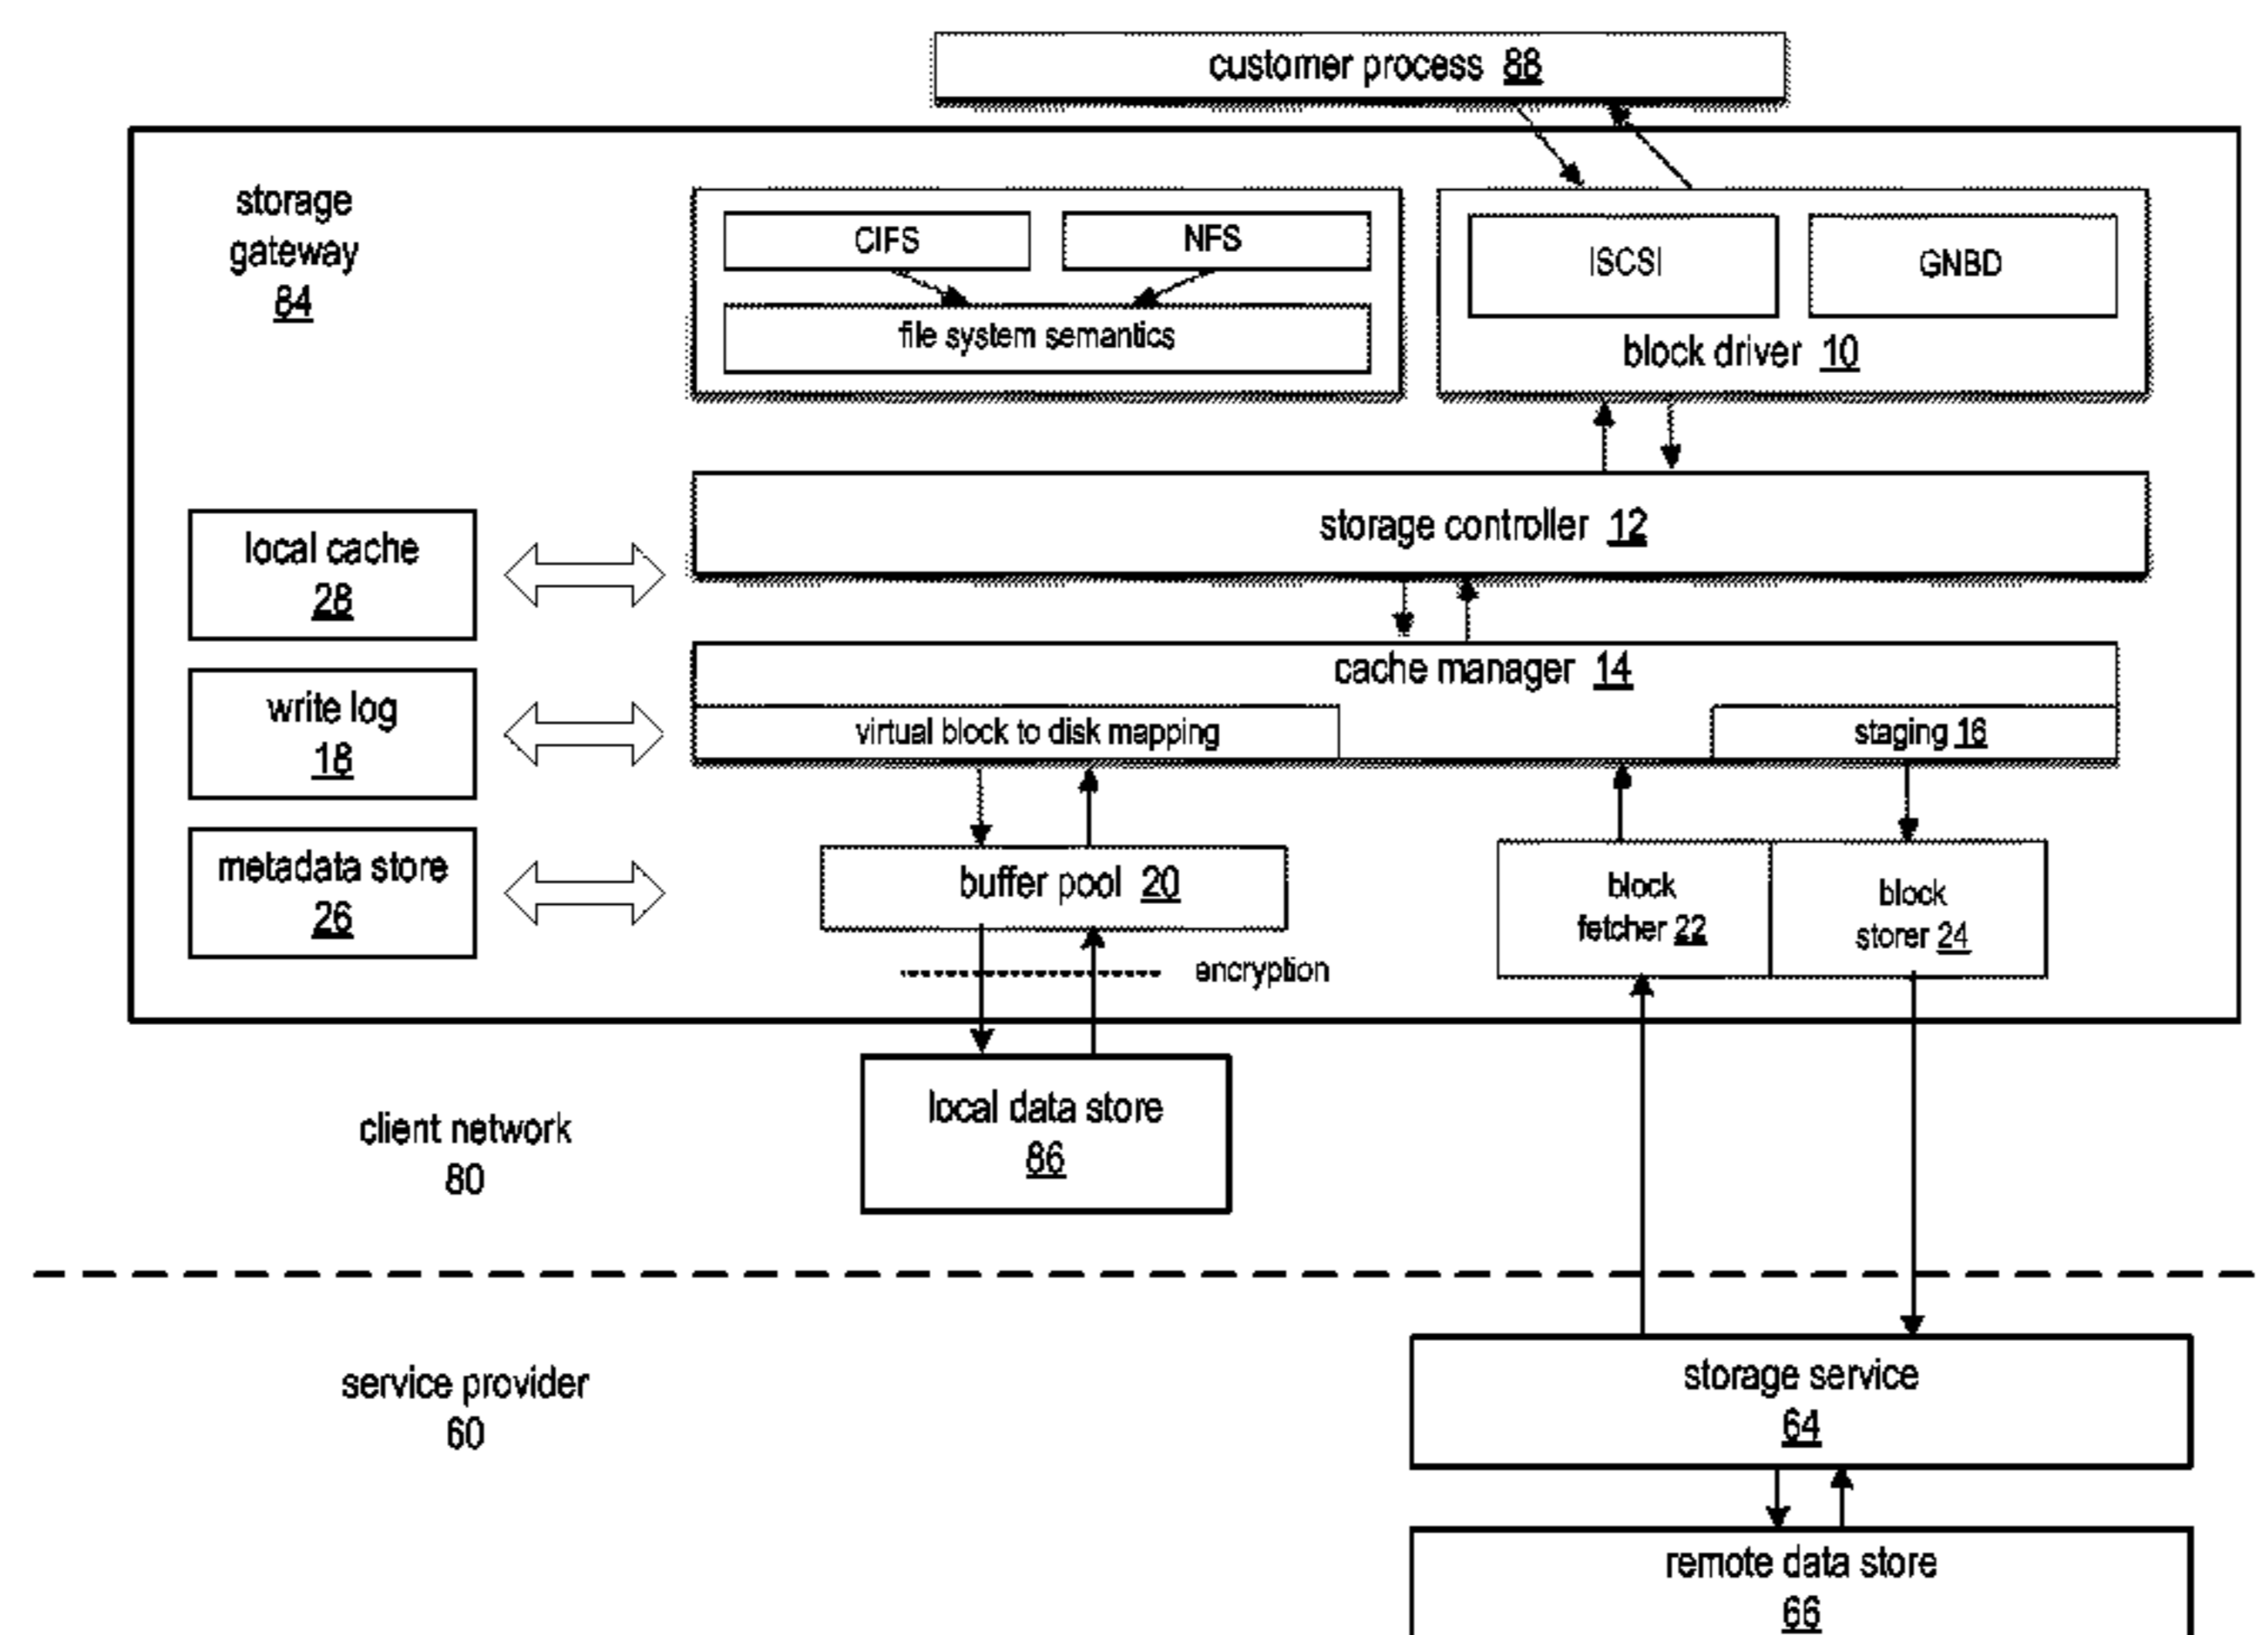 customer process 88
storage
gateway
84
CIFS
NFS
file system semantics
ISCSI
GNBD
block driver 10
storage controller 12
local cache
28
cache manager 14
virtual block to disk mapping
staging 16
write log
18
metadata store
26
buffer pool 20
block
fetcher 22
block
storer 24
encryption
local data store
86
client network
80
service provider
60
storage service
64
remote data store
66